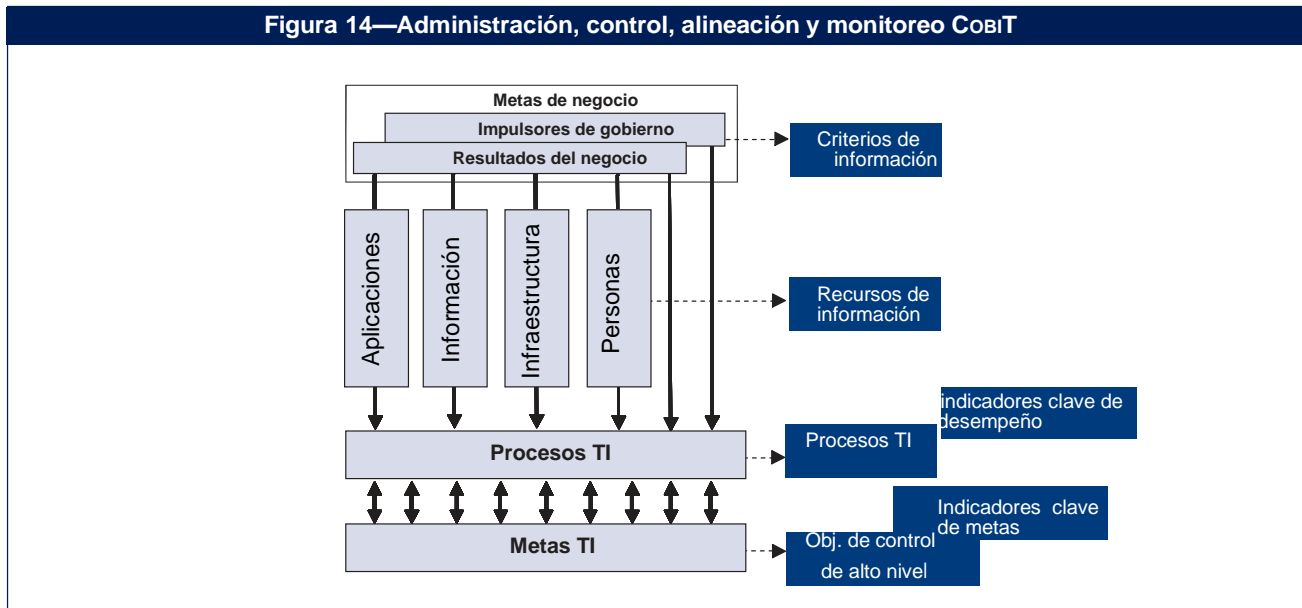 Figura 14—Administración, control, alineación y monitoreo COBIT
Metas de negocio
Impulsores de gobierno
Resultados del negocio
Criterios de
información
Aplicaciones
Información
Infraestructura
Personas
Recursos de
información
indicadores clave de
desempeño
Procesos TI
Procesos TI
Indicadores clave
de metas
Metas TI
Obj. de control
de alto nivel